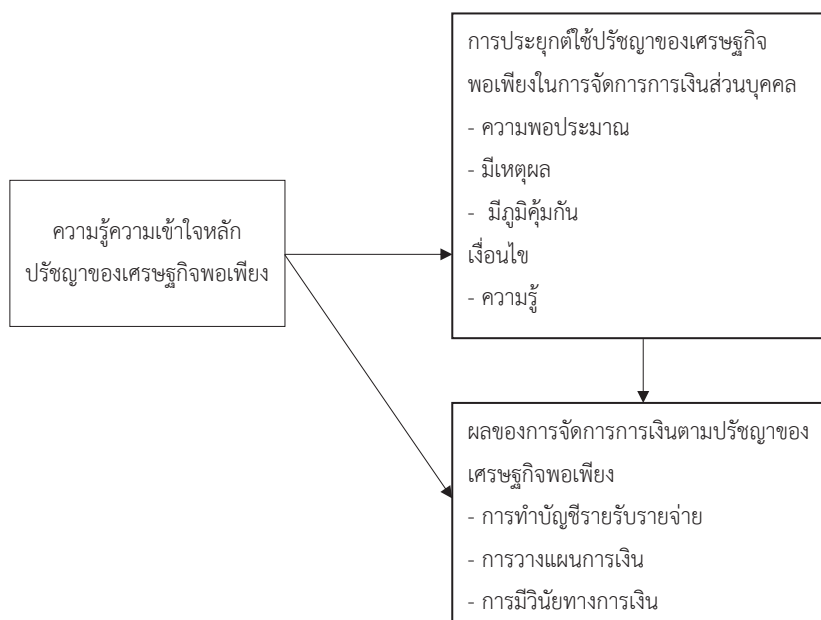 การประยุกต์ใช้ปรัชญาของเศรษฐกิจ
พอเพียงในการจัดการการเงินส่วนบุคคล
- ความพอประมาณ
- มีเหตุผล
- มีภูมิคุ้มกัน
เงื่อนไข
- ความรู้
ความรู้ความเข้าใจหลัก
ปรัชญาของเศรษฐกิจพอเพียง
ผลของการจัดการการเงินตามปรัชญาของ
เศรษฐกิจพอเพียง
- การทำบัญชีรายรับรายจ่าย
- การวางแผนการเงิน
- การมีวินัยทางการเงิน